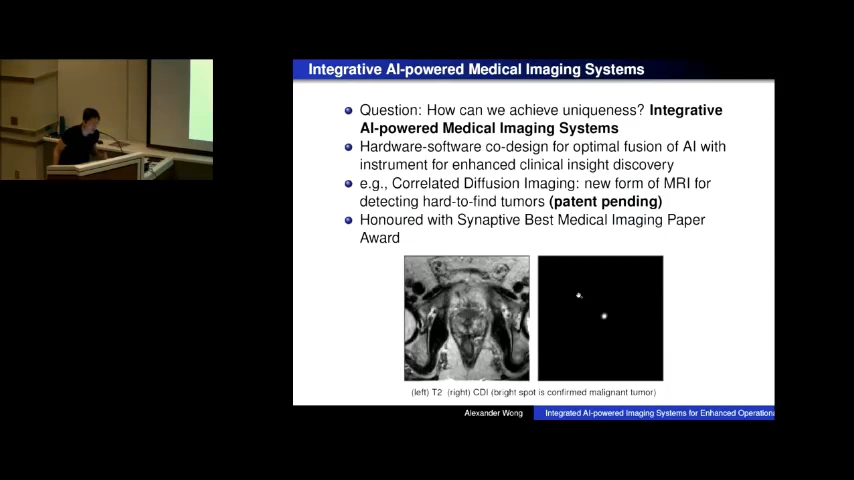 Integrative AI-powered Medical Imaging Systems
Question: How can we achieve uniqueness? Integrative
AI-powered Medical Imaging Systems
Hardware-software co-design for optimal fusion of AI with
instrument for enhanced clinical insight discovery
e.g., Correlated Diffusion Imaging: new form of MRI for
detecting hard-to-find tumors (patent pending)
Honoured with Synaptive Best Medical Imaging Paper
Award
(left) T2 (right) CDI (bright spot is confirmed malignant tumor)
Alexander Wong
Integrated AI-powered Imaging Systems for Enhanced Operationa